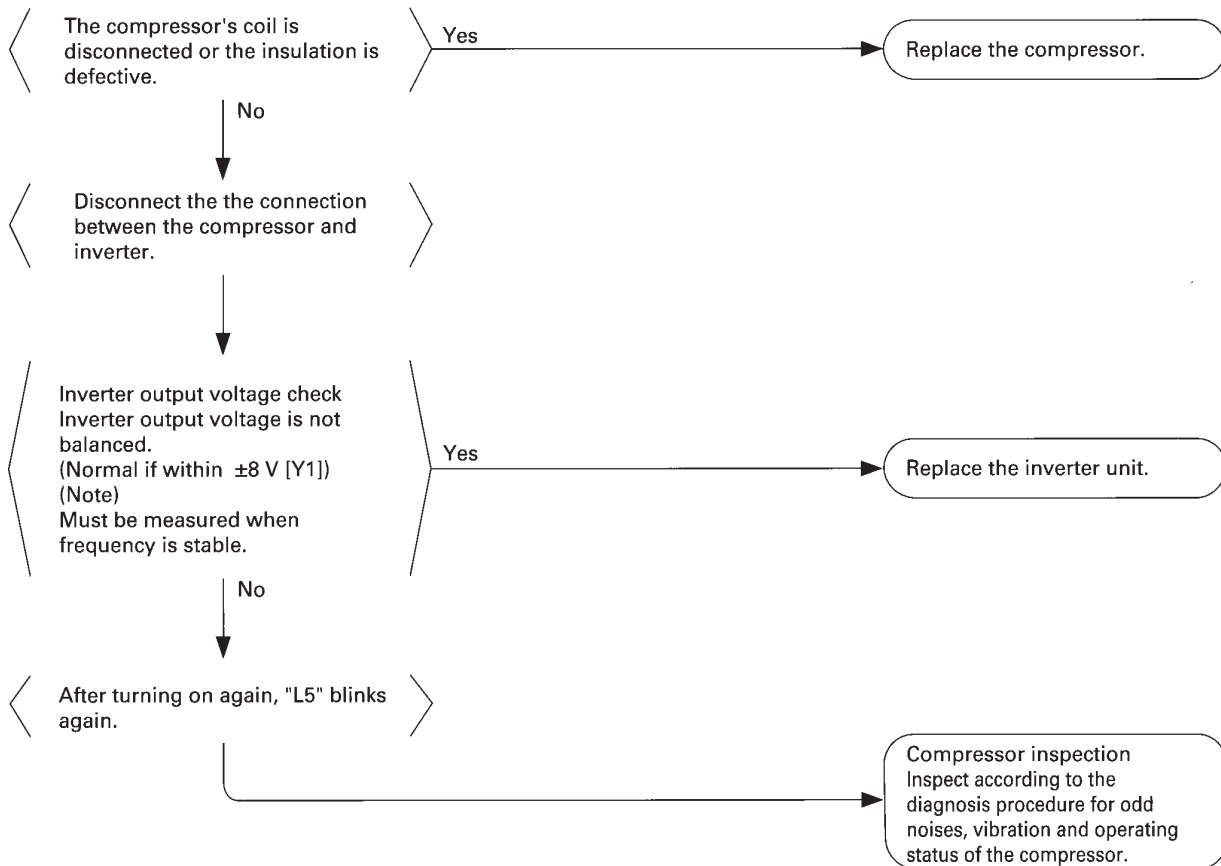 The compressor's coil is
disconnected or the insulation is
defective.
Yes
Replace the compressor.
No
Disconnect the the connection
between the compressor and
inverter.
Inverter output voltage check
Inverter output voltage is not
balanced.
(Normal if within ±8 V [Y1])
(Note)
Must be measured when
frequency is stable.
Yes
Replace the inverter unit.
No
After turning on again, "L5" blinks
again.
Compressor inspection
Inspect according to the
diagnosis procedure for odd
noises, vibration and operating
status of the compressor.